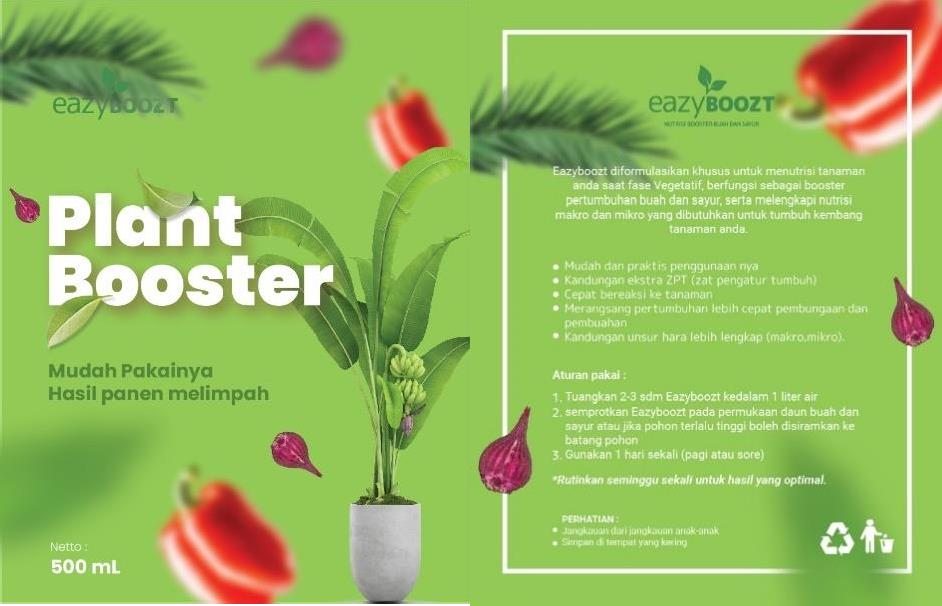 eazyBOOZT
Plant
Booster
Mudah Pakainya
Hasil panen melimpah
Netto :
500 mL
eazyBOOZT
NUTRISI BOOSTER BUAH DAN SAYUR
Eazyboozt diformulasikan khusus untuk menutrisi tanaman
anda saat fase Vegetatif, berfungsi sebagai booster
pertumbuhan buah dan sayur, serta melengkapi nutrisi
makro dan mikro yang dibutuhkan untuk tumbuh kembang
tanaman anda.
• Mudah dan praktis penggunaan nya
• Kandungan ekstra ZPT (zat pengatur tumbuh)
• Cepat bereaksi ke tanaman
• Merangsang pertumbuhan lebih cepat pembungaan dan
pembuahan
• Kandungan unsur hara lebih lengkap (makro,mikro).
Aturan pakai :
1. Tuangkan 2-3 sdm Eazyboozt kedalam 1 liter air
2. semprotkan Eazyboozt pada permukaan daun buah dan
sayur atau jika pohon terlalu tinggi boleh disiramkan ke
batang pohon
3. Gunakan 1 hari sekali (pagi atau sore)
*Rutinkan seminggu sekali untuk hasil yang optimal.
PERHATIAN :
• Jangkauan dari jangkauan anak-anak
• Simpan di tempat yang kering